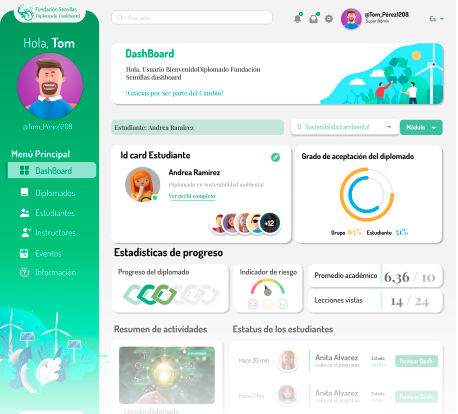 Fundación Semillas
Diplomado Dashboard
Hola, Tom
@Tom_Pérez1208
Menú Principal
DashBoard
Diplomados
Estudiantes
Instructores
Eventos
Información
Buscador
@Tom_Pérez1208
Super Admin
Es
DashBoard
Hola, Usuario BienvenidoDiplomado Fundación
Semillas dashboard
!Gracias por ser parte del Cambio!
Estudiante: Andrea Ramirez
D. Sostenibilidad ambiental
Módulo
Id card Estudiante
Andrea Ramirez
Diplomado en Sostenibilidad ambiental
Ver perfil completo
+12
Grado de aceptación del diplomado
Grupo 65% Estudiante 51%
Estadisticas de progreso
Progreso del diplomado
Indicador de riesgo
Promedio académico 6,36 / 10
Lecciones vistas 14 / 24
Resumen de actividades
Lección diplomado
Estatus de los estudiantes
Hace 30 min
Anita Alvarez
Estado
Revisar Dash
Hace 2 hrs
Anita Alvarez
Estado
Revisar Dash